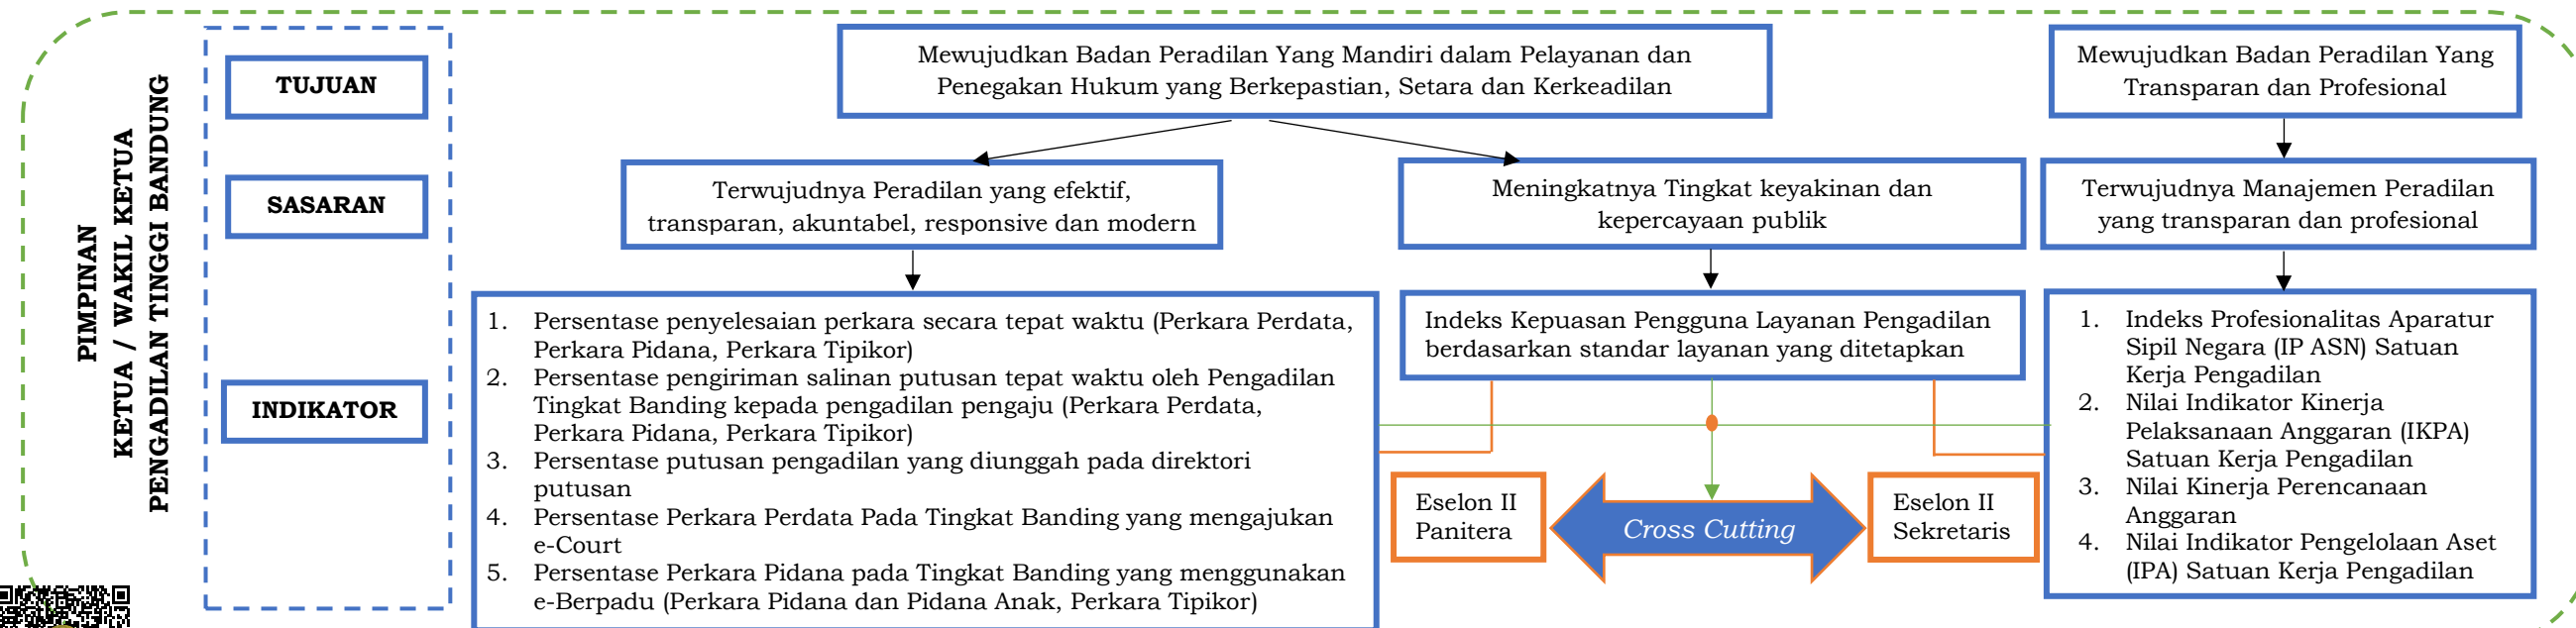 PIMPINAN
KETUA / WAKIL KETUA
PENGADILAN TINGGI BANDUNG
TUJUAN
Mewujudkan Badan Peradilan Yang Mandiri dalam Pelayanan dan
Penegakan Hukum yang Berkepastian, Setara dan Kerkeadilan
Mewujudkan Badan Peradilan Yang
Transparan dan Profesional
SASARAN
Terwujudnya Peradilan yang efektif,
transparan, akuntabel, responsive dan modern
Meningkatnya Tingkat keyakinan dan
kepercayaan publik
Terwujudnya Manajemen Peradilan
yang transparan dan profesional
INDIKATOR
1. Persentase penyelesaian perkara secara tepat waktu (Perkara Perdata,
Perkara Pidana, Perkara Tipikor)
2. Persentase pengiriman salinan putusan tepat waktu oleh Pengadilan
Tingkat Banding kepada pengadilan pengaju (Perkara Perdata,
Perkara Pidana, Perkara Tipikor)
3. Persentase putusan pengadilan yang diunggah pada direktori
putusan
4. Persentase Perkara Perdata Pada Tingkat Banding yang mengajukan
e-Court
5. Persentase Perkara Pidana pada Tingkat Banding yang menggunakan
e-Berpadu (Perkara Pidana dan Pidana Anak, Perkara Tipikor)
Indeks Kepuasan Pengguna Layanan Pengadilan
berdasarkan standar layanan yang ditetapkan
Eselon II
Panitera
Cross Cutting
Eselon II
Sekretaris
1. Indeks Profesionalitas Aparatur
Sipil Negara (IP ASN) Satuan
Kerja Pengadilan
2. Nilai Indikator Kinerja
Pelaksanaan Anggaran (IKPA)
Satuan Kerja Pengadilan
3. Nilai Kinerja Perencanaan
Anggaran
4. Nilai Indikator Pengelolaan Aset
(IPA) Satuan Kerja Pengadilan